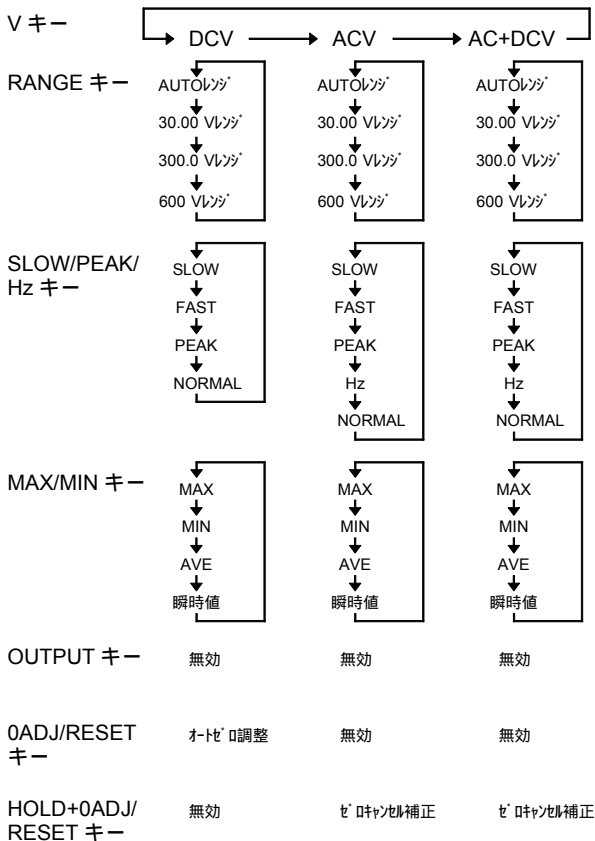 V キー
DCV ACV AC+DCV
RANGE キー
AUTOﾚﾝｼﾞ AUTOﾚﾝｼﾞ AUTOﾚﾝｼﾞ
30.00 Vﾚﾝｼﾞ 30.00 Vﾚﾝｼﾞ 30.00 Vﾚﾝｼﾞ
300.0 Vﾚﾝｼﾞ 300.0 Vﾚﾝｼﾞ 300.0 Vﾚﾝｼﾞ
600 Vﾚﾝｼﾞ 600 Vﾚﾝｼﾞ 600 Vﾚﾝｼﾞ
SLOW/PEAK/
Hz キー
SLOW SLOW SLOW
FAST FAST FAST
PEAK PEAK PEAK
NORMAL Hz Hz
NORMAL NORMAL
MAX/MIN キー
MAX MAX MAX
MIN MIN MIN
AVE AVE AVE
瞬時値 瞬時値 瞬時値
OUTPUT キー 無効 無効 無効
0ADJ/RESET
キー
ｵｰﾄｾﾞﾛ調整 無効 無効
HOLD+0ADJ/
RESET キー
無効 ｾﾞﾛｷｬﾝｾﾙ補正 ｾﾞﾛｷｬﾝｾﾙ補正